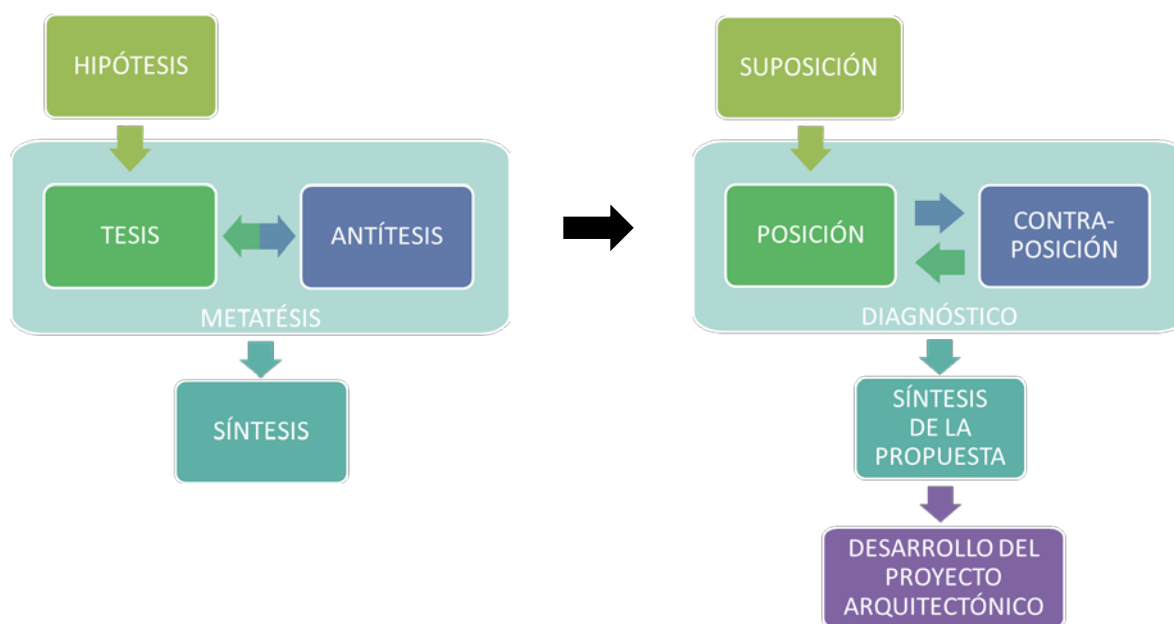 HIPÓTESIS
TESIS
ANTÍTESIS
METATÉSIS
SÍNTESIS
SUPOSICIÓN
POSICIÓN
CONTRA-
POSICIÓN
DIAGNÓSTICO
SÍNTESIS
DE LA
PROPUESTA
DESARROLLO DEL
PROYECTO
ARQUITECTÓNICO